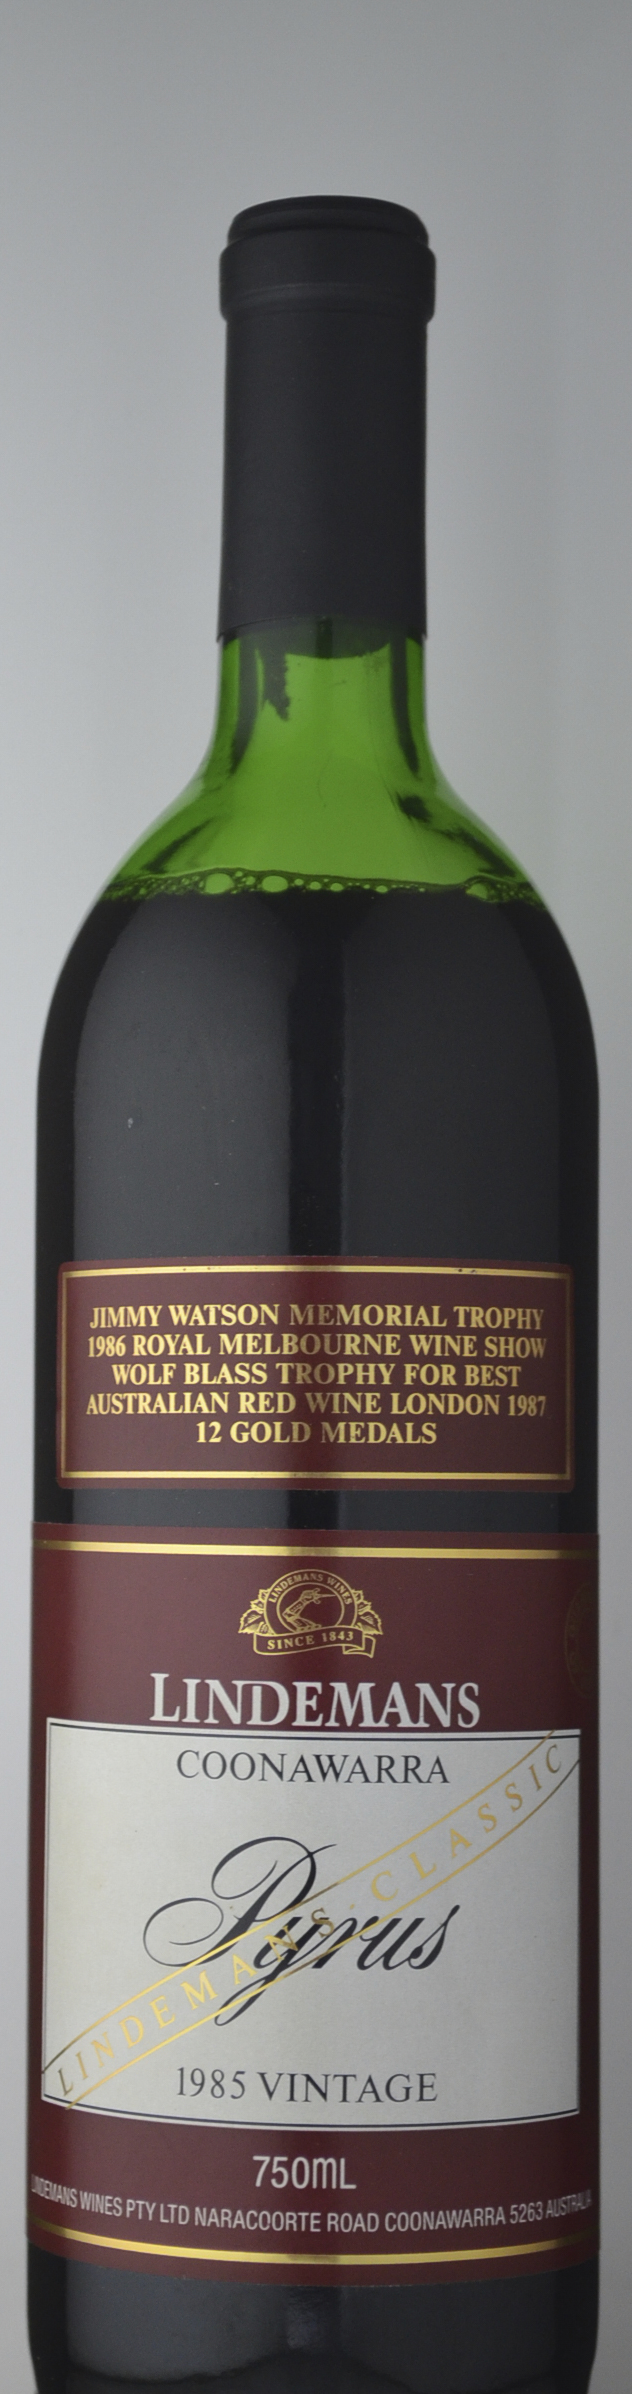 JIMMY WATSON MEMORIAL TROPHY
1986 ROYAL MELBOURNE WINE SHOW
WOLF BLASS TROPHY FOR BEST
AUSTRALIAN RED WINE LONDON 1987
12 GOLD MEDALS
LINDEMANS WINES
SINCE 1843
LINDEMANS
COONAWARRA
Pyrus
LINDEMANS·CLASSIC
1985 VINTAGE
750mL
LINDEMANS WINES PTY LTD NARACOORTE ROAD COONAWARRA 5263 AUSTRALIA